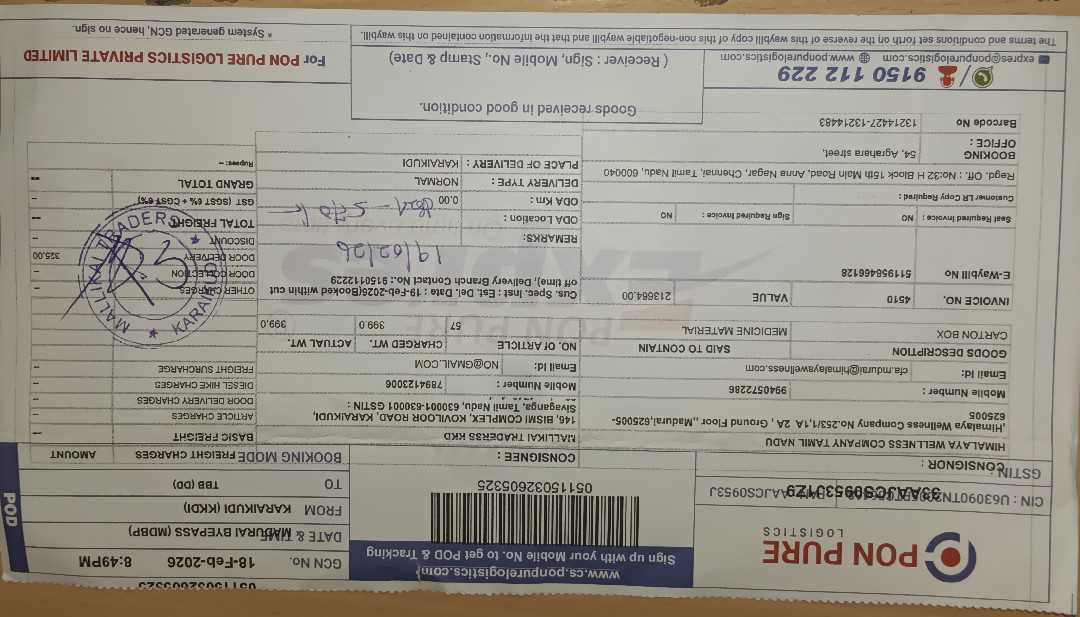 PON PURE
LOGISTICS
www.cs.ponpurelogistics.com
Sign up with your Mobile No. to get POD & Tracking
051150326065325
GCN No. 18-Feb-2026 8:49PM
DATE & TIME MADURAI BYEPASS (MDBP)
FROM KARAIKUDI (KKDI)
TO TBB (DD)
BOOKING MODE
FREIGHT CHARGES AMOUNT
POD
GSTIN : 33AAJCS0953J1Z9
CONSIGNOR :
HIMALAYA WELLNESS COMPANY TAMIL NADU
,Himalaya Wellness Company No.253/1,1A 2A , Ground Floor ,,Madurai,625005-
625005
Mobile Number : 9940572286
Email Id: cfa.mdurai@himalayawellness.com
CONSIGNEE :
MALLIKAI TRADERSS KKD
146, BISMI COMPLEX, KOVILOOR ROAD, KARAIKUDI,
Sivaganga, Tamil Nadu, 630001-630001 GSTIN :
Mobile Number : 7894123006
Email Id: NO@GMAIL.COM
GOODS DESCRIPTION SAID TO CONTAIN
CARTON BOX MEDICINE MATERIAL
NO. OF ARTICLE CHARGED WT. ACTUAL WT.
57 399.0 399.0
INVOICE NO. 4510 VALUE 213684.00
E-Waybill No 511595466128
Cus. Spec. Inst : Est. Del. Date : 19-Feb-2026(Booked within cut
off time), Delivery Branch Contact No.: 9150112229
REMARKS: 19/02/26
Seal Required Invoice : NO Sign Required Invoice : NO
Customer LR Copy Required :
ODA Location :
ODA Km : 0.00
DELIVERY TYPE : NORMAL
PLACE OF DELIVERY : KARAIKUDI
Regd. Off. : No:32 H Block 15th Main Road, Anna Nagar, Chennai, Tamil Nadu, 600040
BOOKING OFFICE : 54, Agrahara street,
Barcode No 13214427-13214483
BASIC FREIGHT --
ARTICLE CHARGES --
DOOR DELIVERY CHARGES --
DIESEL HIKE CHARGES --
FREIGHT SURCHARGE --
OTHER CHARGES --
DOOR COLLECTION --
DOOR DELIVERY 325.00
DISCOUNT --
TOTAL FREIGHT --
GST (SGST 6% + CGST 6%) --
GRAND TOTAL --
Rupees: --
MALLIKAI TRADERS
KARAIKUDI
9150 112 229
express@ponpurelogistics.com www.ponpurelogistics.com
Goods received in good condition.
( Receiver : Sign, Mobile No., Stamp & Date)
For PON PURE LOGISTICS PRIVATE LIMITED
* System generated GCN, hence no sign.
The terms and conditions set forth on the reverse of this waybill copy of this non-negotiable waybill and that the information contained on this waybill.